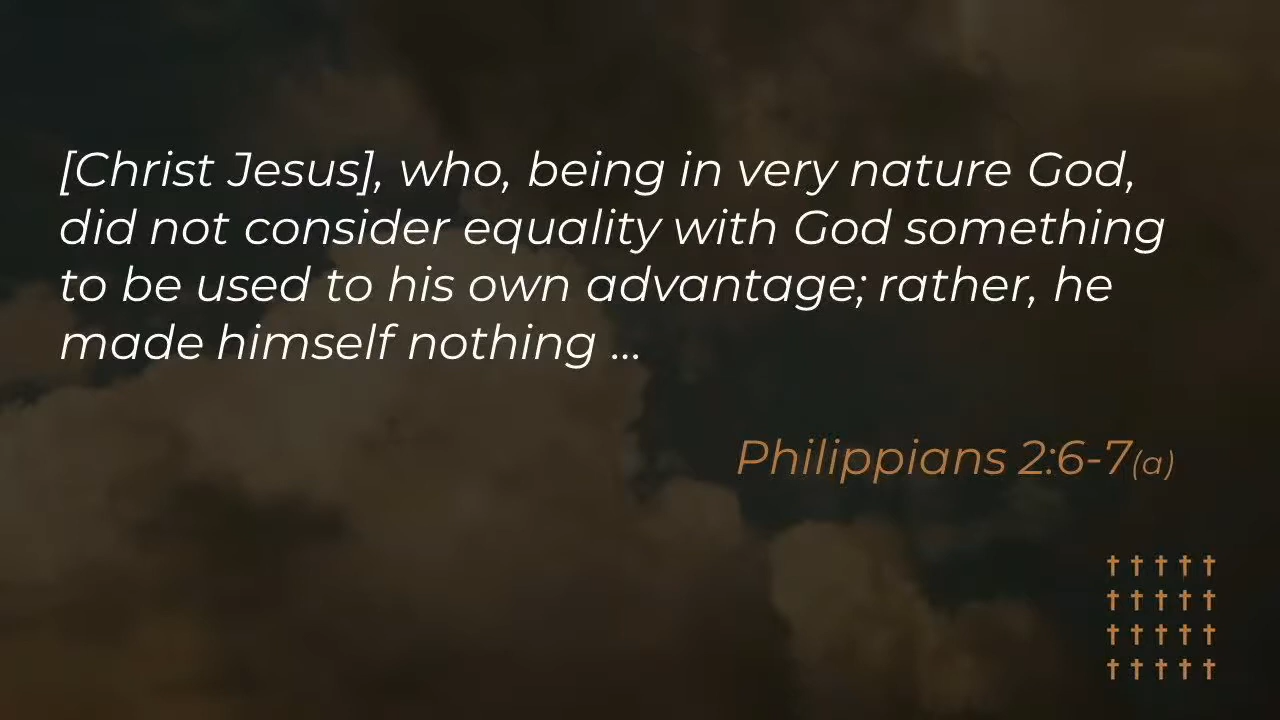 [Christ Jesus], who, being in very nature God,
did not consider equality with God something
to be used to his own advantage; rather, he
made himself nothing ...
Philippians 2:6-7(a)